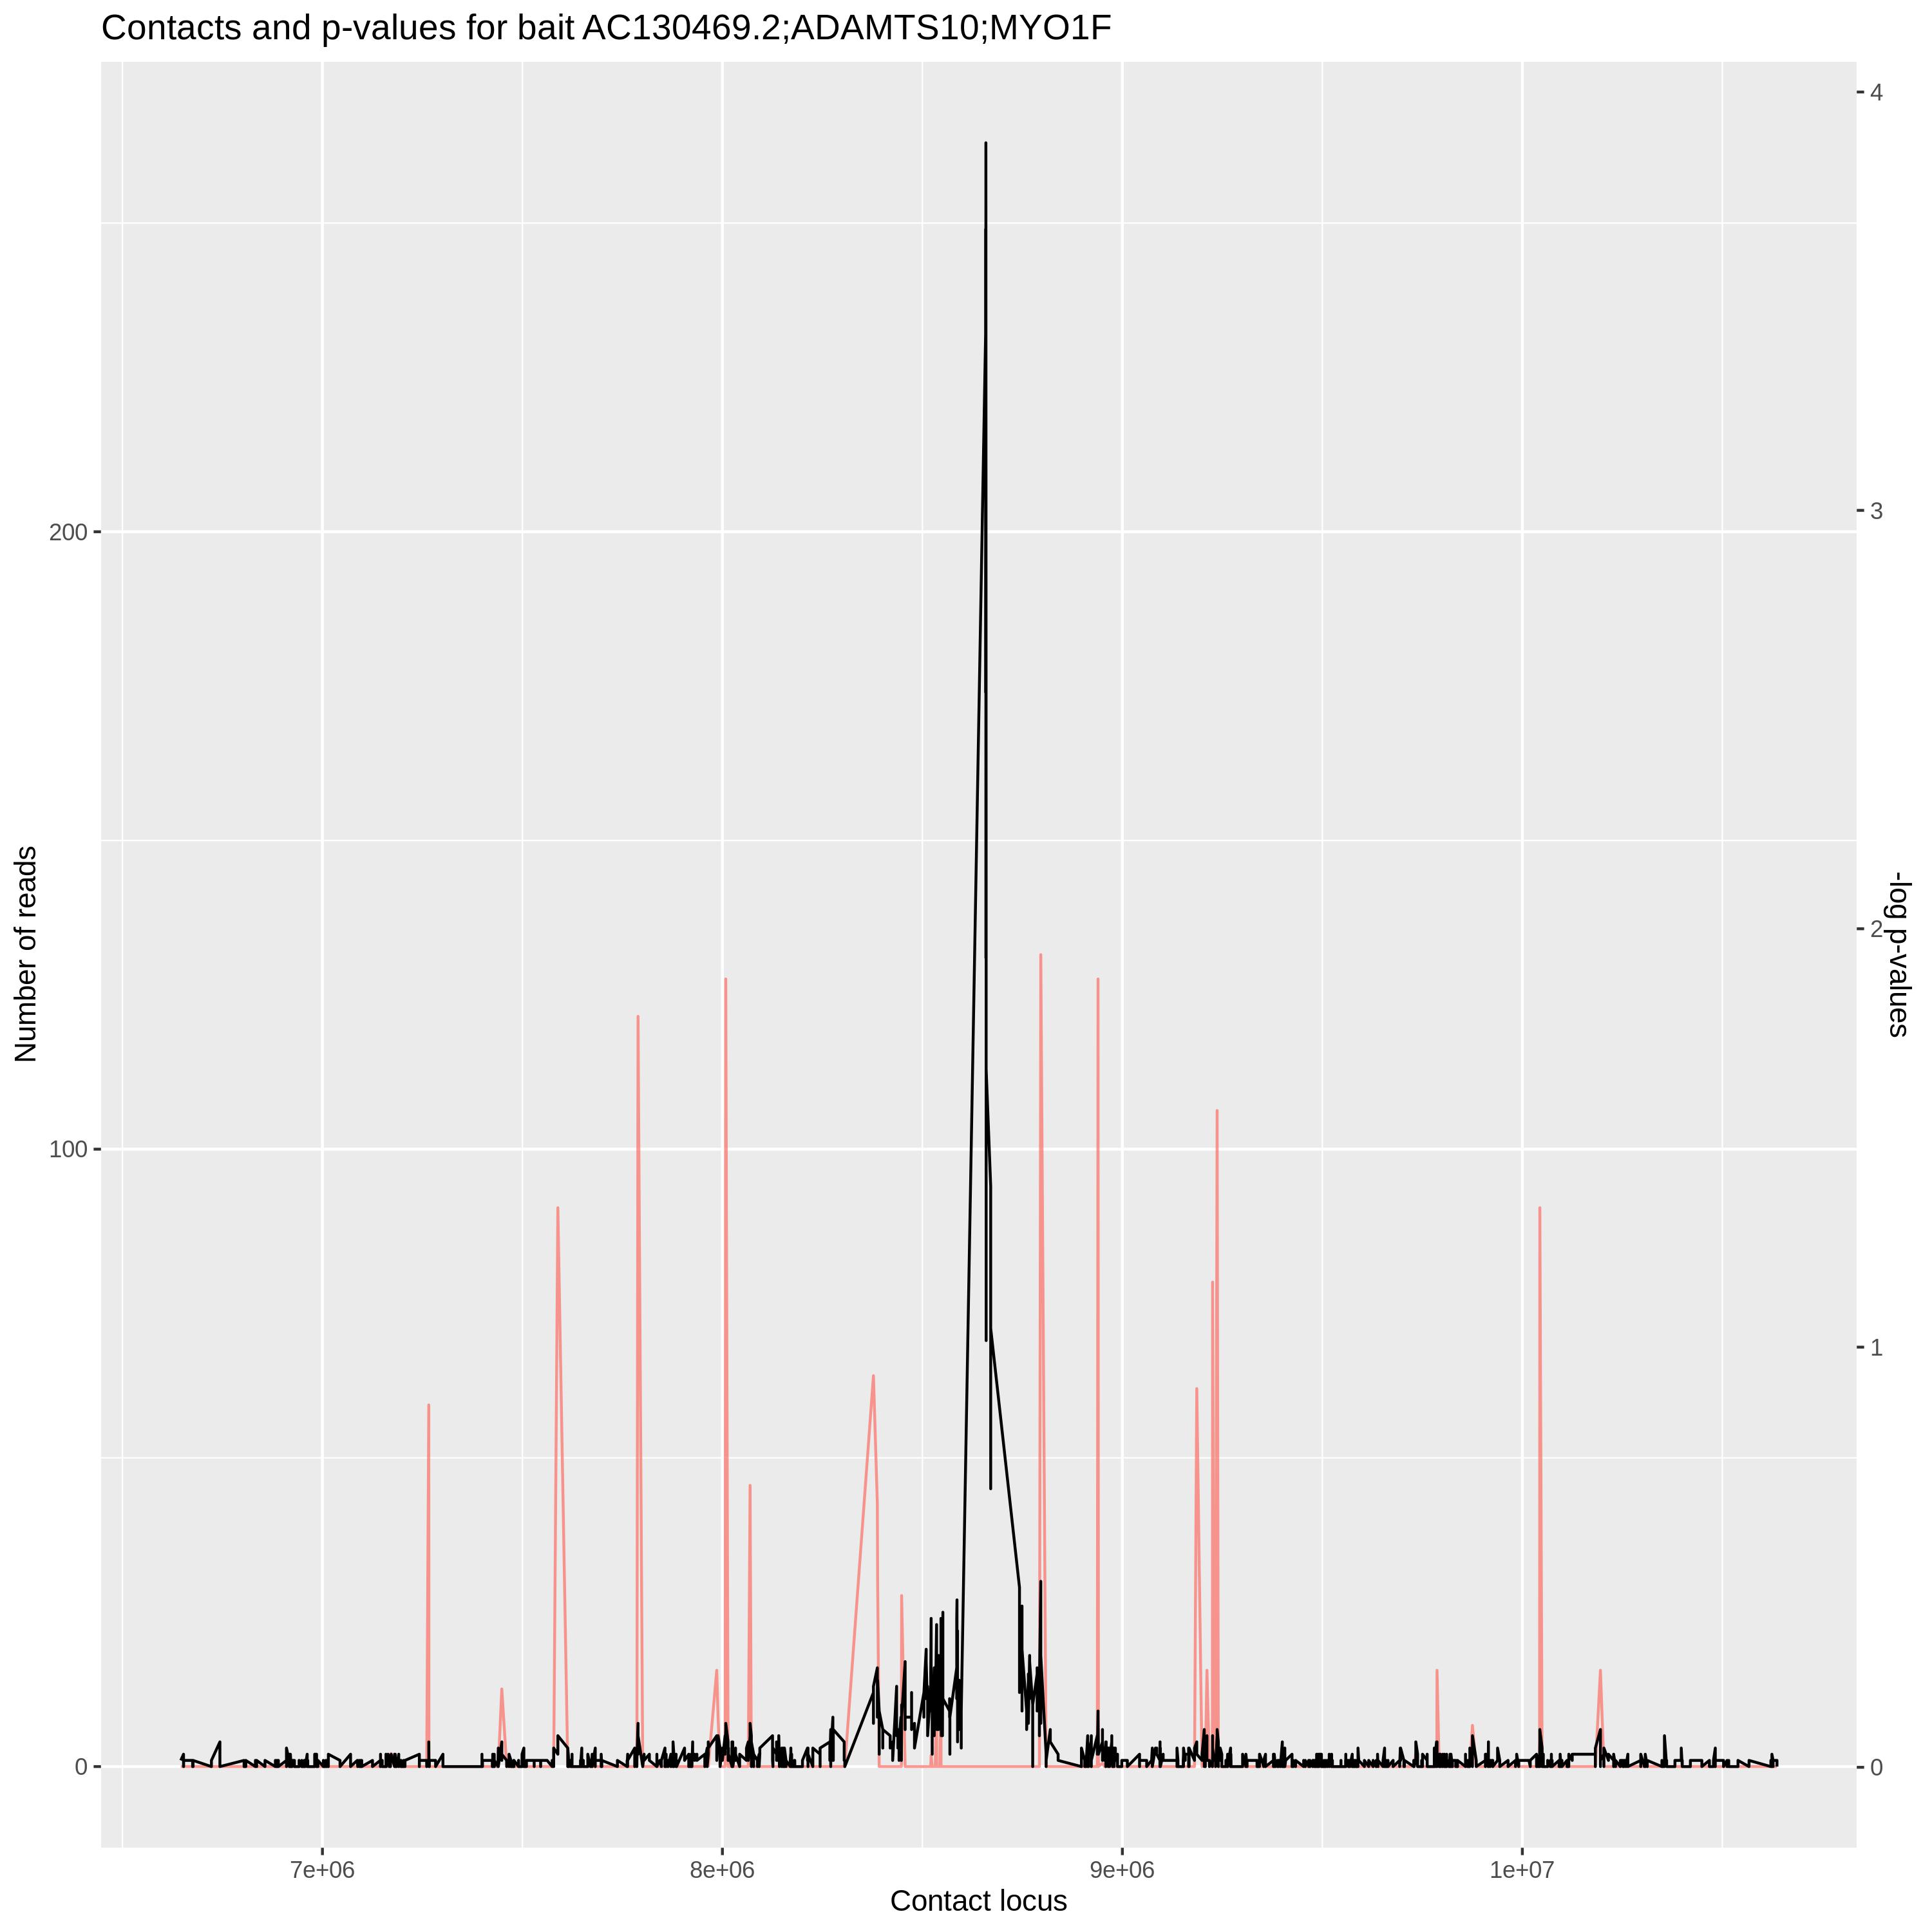 Contacts and p-values for bait AC130469.2;ADAMTS10;MYO1F
4
3
200
2
-log p-values
Number of reads
100
1
0
0
7e+06 8e+06 9e+06 1e+07
Contact locus